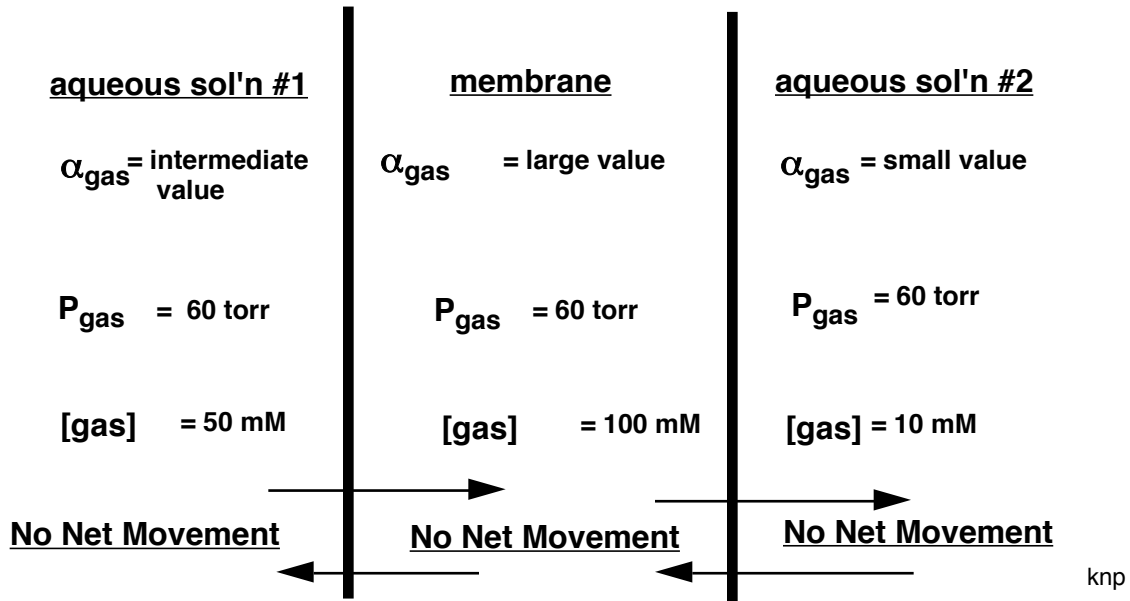 aqueous sol'n #1
membrane
aqueous sol'n #2
αgas = intermediate
value
αgas = large value
αgas = small value
Pgas = 60 torr
Pgas = 60 torr
Pgas = 60 torr
[gas] = 50 mM
[gas] = 100 mM
[gas] = 10 mM
No Net Movement
No Net Movement
No Net Movement
knp